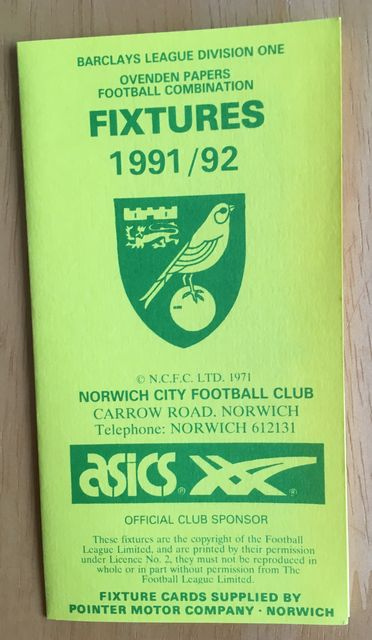 BARCLAYS LEAGUE DIVISION ONE
OVENDEN PAPERS
FOOTBALL COMBINATION
FIXTURES
1991/92
© N.C.F.C. LTD. 1971
NORWICH CITY FOOTBALL CLUB
CARROW ROAD. NORWICH
Telephone: NORWICH 612131
asics ® ®
OFFICIAL CLUB SPONSOR
These fixtures are the copyright of the Football
League Limited, and are printed by their permission
under Licence No. 2, they must not be reproduced in
whole or in part without permission from The
Football League Limited.
FIXTURE CARDS SUPPLIED BY
POINTER MOTOR COMPANY · NORWICH